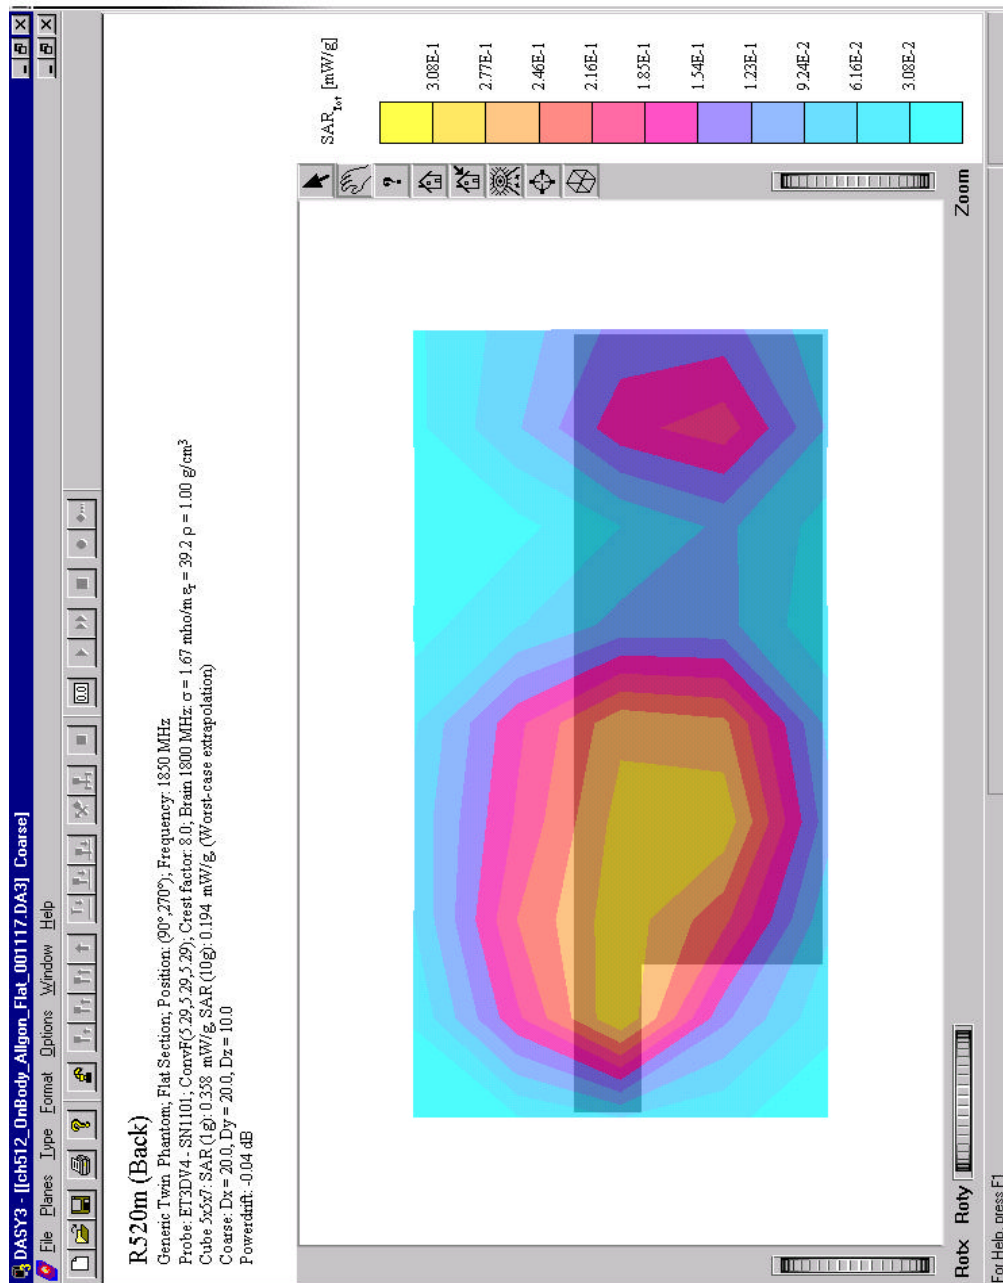 DASY3 - [[ch512_OnBody_Allgon_Flat_001117.DA3] Coarse]
File Planes Type Format Options Window Help
R520m (Back)
Generic Twin Phantom; Flat Section; Position: (90°,270°); Frequency: 1850 MHz
Probe: ET3DV4 - SN1101; ConvF(5.29,5.29,5.29); Crest factor: 8.0; Brain 1800 MHz: σ = 1.67 mho/m εr = 39.2 ρ = 1.00 g/cm³
Cube 5x5x7: SAR (1g): 0.358 mW/g, SAR (10g): 0.194 mW/g, (Worst-case extrapolation)
Coarse: Dx = 20.0, Dy = 20.0, Dz = 10.0
Powerdrift: -0.04 dB
SARTot [mW/g]
3.08E-1
2.77E-1
2.46E-1
2.16E-1
1.85E-1
1.54E-1
1.23E-1
9.24E-2
6.16E-2
3.08E-2
Rotx Roty Zoom
For Help, press F1